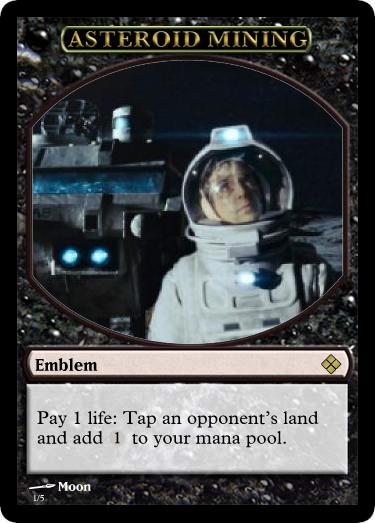 ASTEROID MINING
Emblem
Pay 1 life: Tap an opponent's land
and add 1 to your mana pool.
Moon
1/5